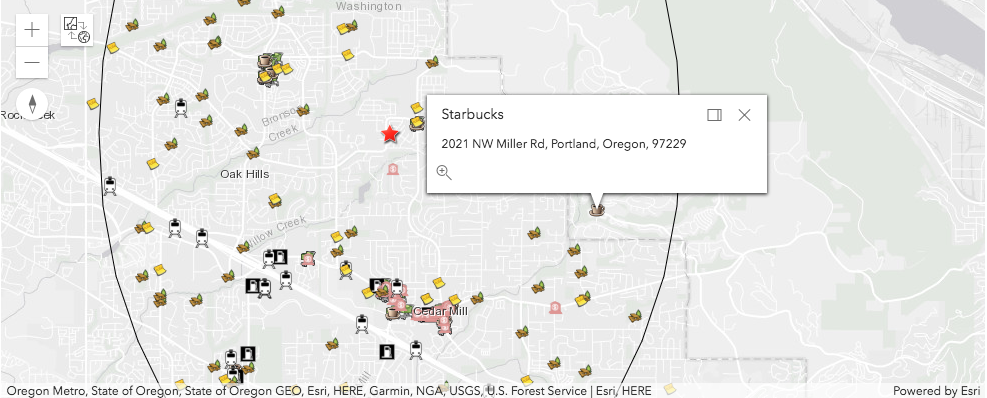 Washington
Bronson
Creek
Oak Hills
Willow Creek
Cedar Mill
Starbucks
2021 NW Miller Rd, Portland, Oregon, 97229
Oregon Metro, State of Oregon, State of Oregon GEO, Esri, HERE, Garmin, NGA, USGS, U.S. Forest Service | Esri, HERE
Powered by Esri